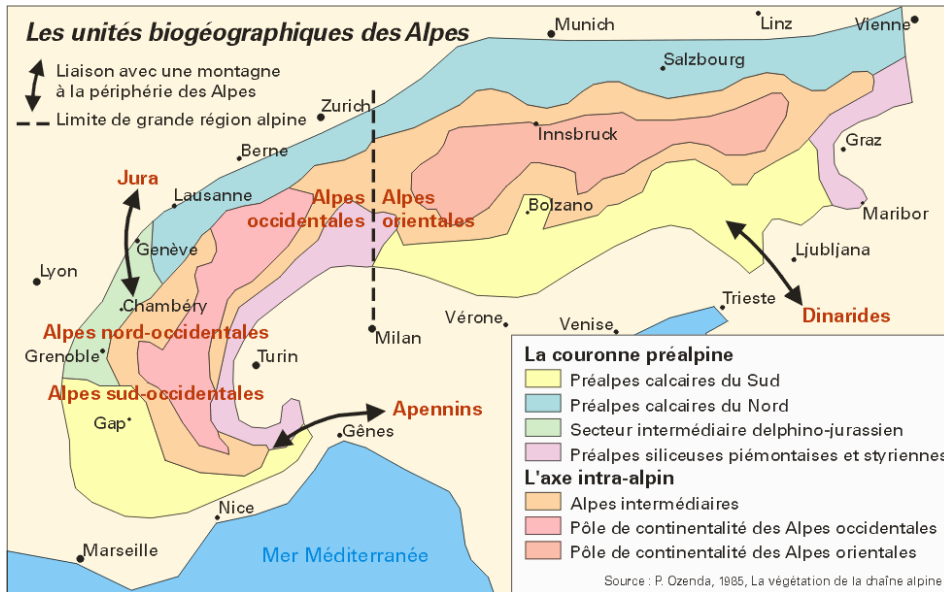 Les unités biogéographiques des Alpes
Liaison avec une montagne
à la périphérie des Alpes
Limite de grande région alpine
Munich
Linz
Vienne
Salzbourg
Zurich
Innsbruck
Berne
Graz
Jura
Lausanne
Alpes
occidentales
Alpes
orientales
Bolzano
Maribor
Genève
Ljubljana
Lyon
Chambéry
Trieste
Dinarides
Alpes nord-occidentales
Vérone
Venise
Milan
Grenoble
Turin
Alpes sud-occidentales
Apennins
Gap
Gênes
Nice
Marseille
Mer Méditerranée
La couronne préalpine
Préalpes calcaires du Sud
Préalpes calcaires du Nord
Secteur intermédiaire delphino-jurassien
Préalpes siliceuses piémontaises et styriennes
L'axe intra-alpin
Alpes intermédiaires
Pôle de continentalité des Alpes occidentales
Pôle de continentalité des Alpes orientales
Source : P. Ozenda, 1985, La végétation de la chaîne alpine